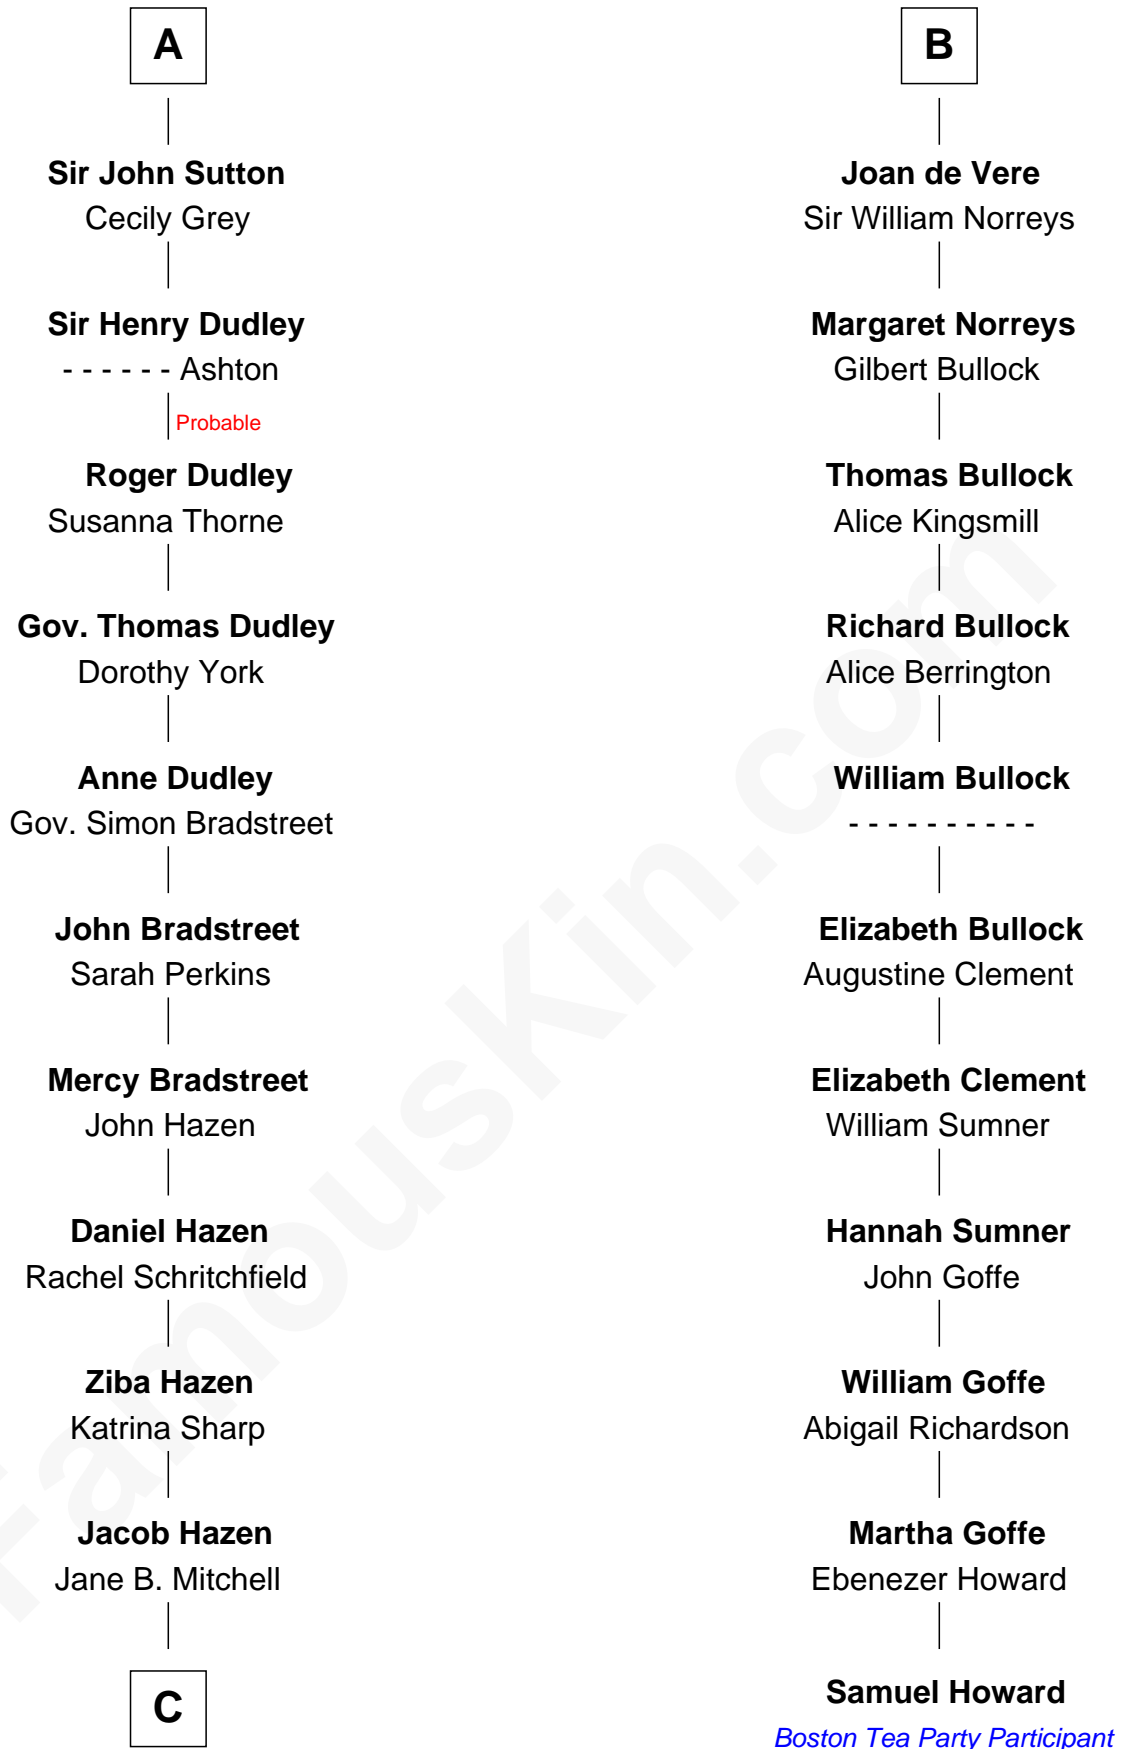 A
Sir John Sutton
Cecily Grey
Sir Henry Dudley
- - - - - - Ashton
Probable
Roger Dudley
Susanna Thorne
Gov. Thomas Dudley
Dorothy York
Anne Dudley
Gov. Simon Bradstreet
John Bradstreet
Sarah Perkins
Mercy Bradstreet
John Hazen
Daniel Hazen
Rachel Schritchfield
Ziba Hazen
Katrina Sharp
Jacob Hazen
Jane B. Mitchell
C
B
Joan de Vere
Sir William Norreys
Margaret Norreys
Gilbert Bullock
Thomas Bullock
Alice Kingsmill
Richard Bullock
Alice Berrington
William Bullock
- - - - - - - - - -
Elizabeth Bullock
Augustine Clement
Elizabeth Clement
William Sumner
Hannah Sumner
John Goffe
William Goffe
Abigail Richardson
Martha Goffe
Ebenezer Howard
Samuel Howard
Boston Tea Party Participant
FamousKin.com